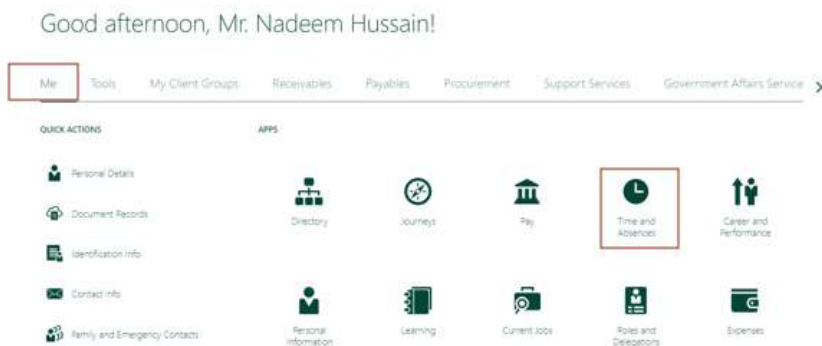 Good afternoon, Mr. Nadeem Hussain!
Me Tools My Client Groups Receivables Payables Procurement Support Services Government Affairs Service
QUICK ACTIONS
APPS
Personal Details
Document Records
Identification Info
Contact Info
Family and Emergency Contacts
Directory
Journeys
Pay
Time and
Absences
Career and
Performance
Personal
Information
Learning
Current Jobs
Roles and
Delegations
Expenses